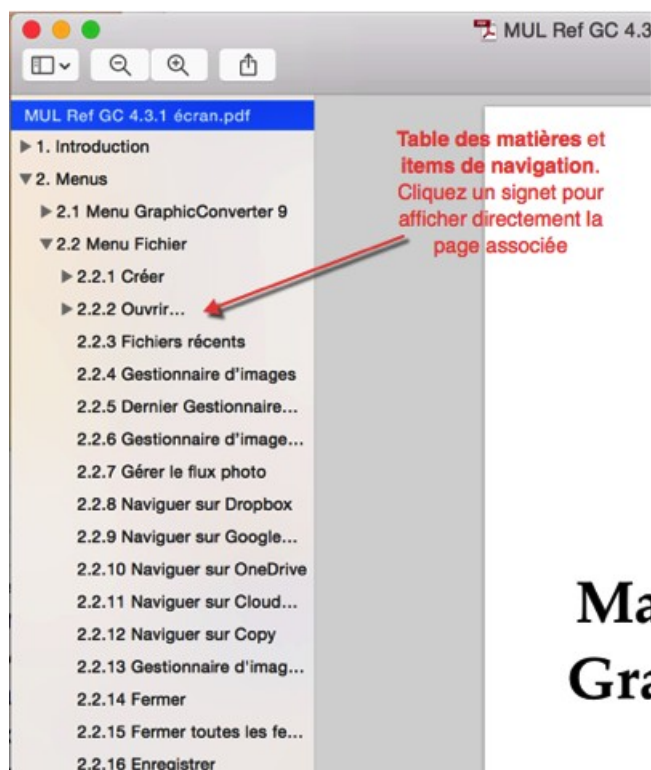 MUL Ref GC 4.3
MUL Ref GC 4.3.1 écran.pdf
1. Introduction
2. Menus
2.1 Menu GraphicConverter 9
2.2 Menu Fichier
2.2.1 Créer
2.2.2 Ouvrir...
2.2.3 Fichiers récents
2.2.4 Gestionnaire d'images
2.2.5 Dernier Gestionnaire...
2.2.6 Gestionnaire d'image...
2.2.7 Gérer le flux photo
2.2.8 Naviguer sur Dropbox
2.2.9 Naviguer sur Google...
2.2.10 Naviguer sur OneDrive
2.2.11 Naviguer sur Cloud...
2.2.12 Naviguer sur Copy
2.2.13 Gestionnaire d'imag...
2.2.14 Fermer
2.2.15 Fermer toutes les fe...
2.2.16 Enregistrer
Table des matières et
items de navigation.
Cliquez un signet pour
afficher directement la
page associée
Ma
Gra